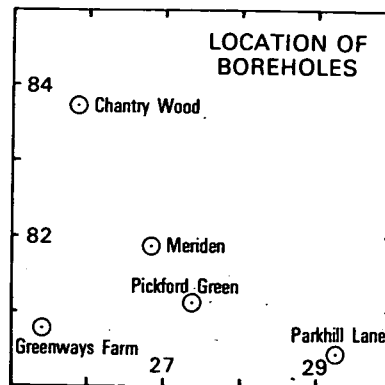 LOCATION OF
BOREHOLES
84
Chantry Wood
82
Meriden
Pickford Green
Greenways Farm
Parkhill Lane
27
29